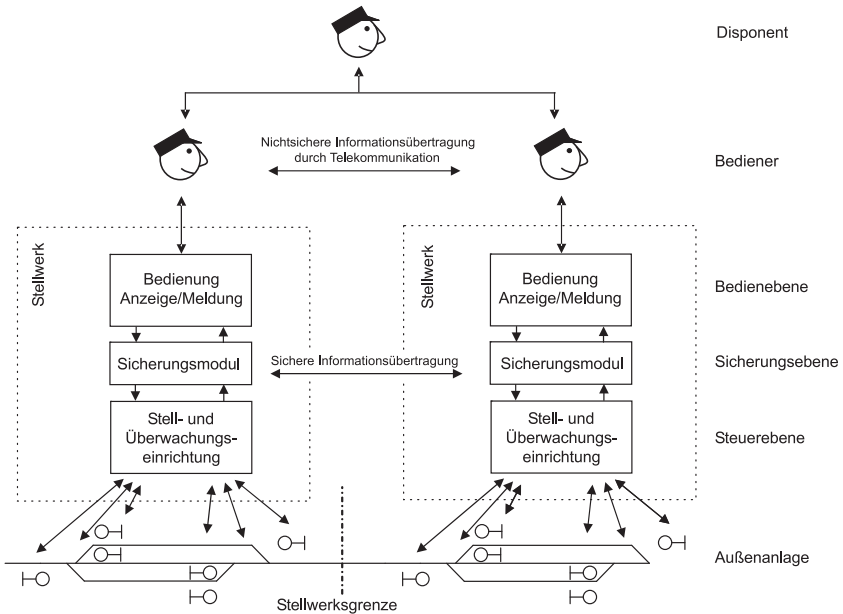 Disponent
Nichtsichere Informationsübertragung
durch Telekommunikation
Bediener
Stellwerk
Stellwerk
Bedienung
Anzeige/Meldung
Bedienung
Anzeige/Meldung
Bedienebene
Sicherungsmodul
Sichere Informationsübertragung
Sicherungsmodul
Sicherungsebene
Stell- und
Überwachungs-
einrichtung
Stell- und
Überwachungs-
einrichtung
Steuerebene
Außenanlage
Stellwerksgrenze